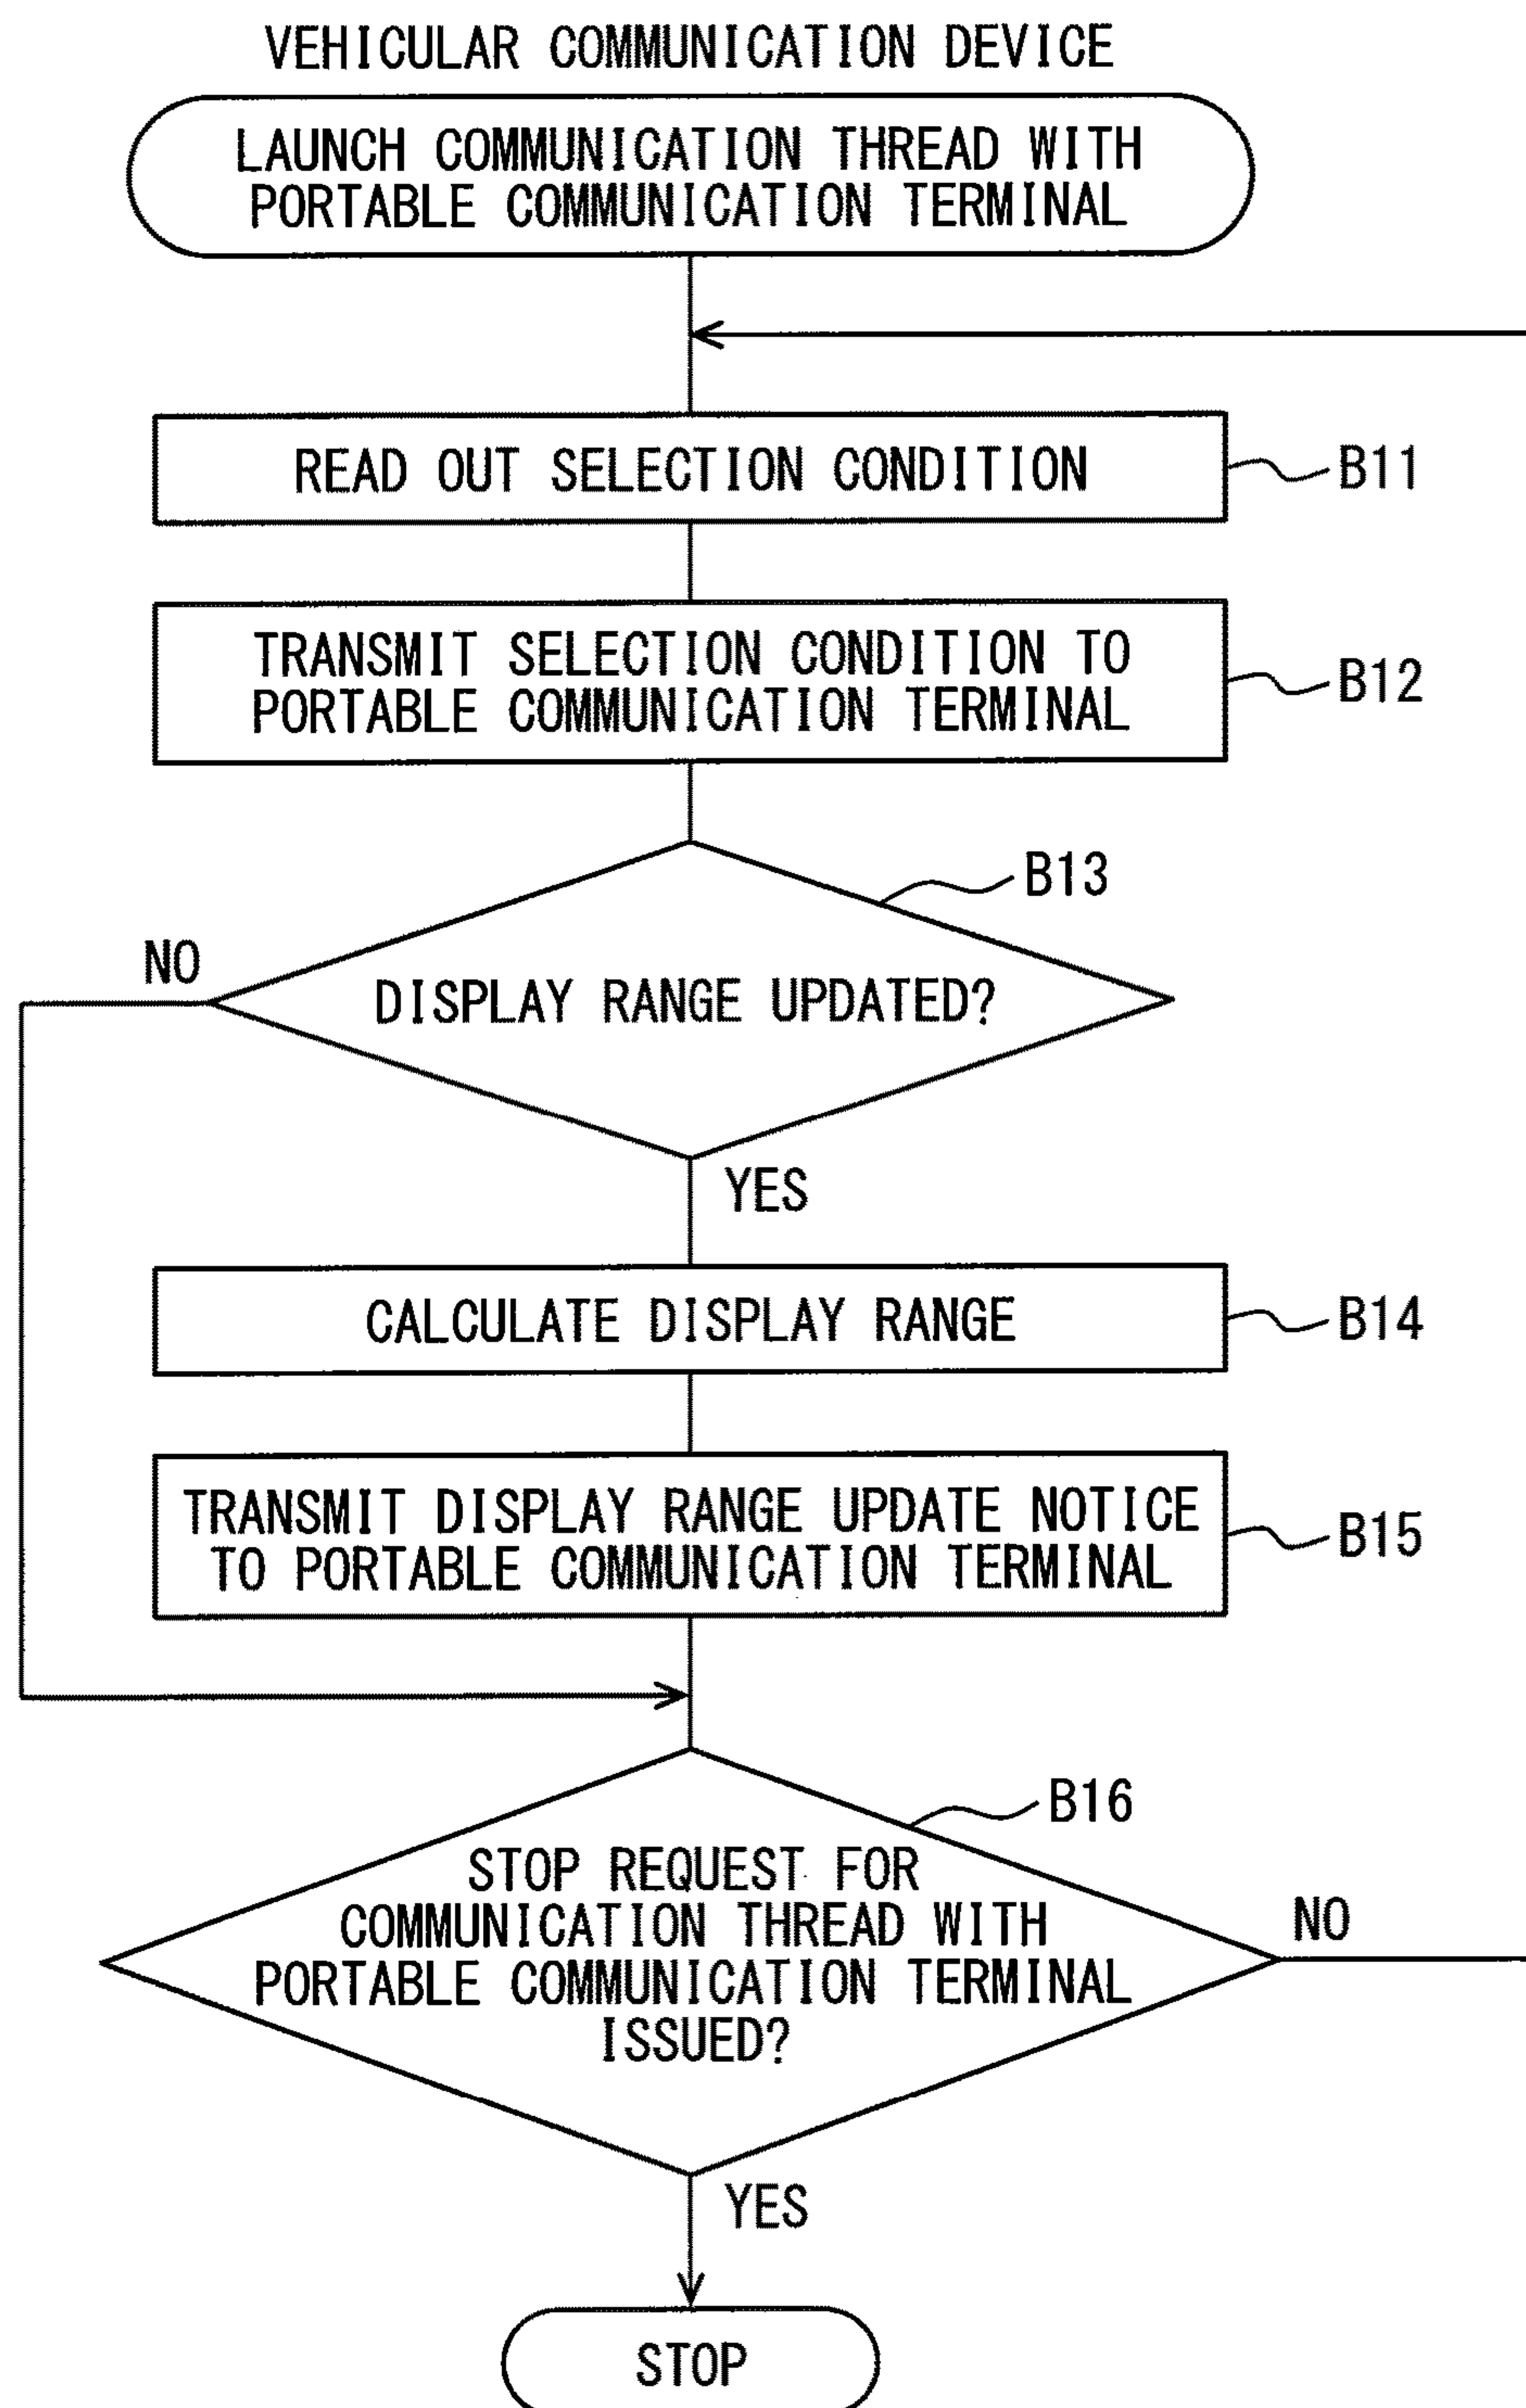 VEHICULAR COMMUNICATION DEVICE
LAUNCH COMMUNICATION THREAD WITH
PORTABLE COMMUNICATION TERMINAL
READ OUT SELECTION CONDITION
B11
TRANSMIT SELECTION CONDITION TO
PORTABLE COMMUNICATION TERMINAL
B12
B13
NO
DISPLAY RANGE UPDATED?
YES
CALCULATE DISPLAY RANGE
B14
TRANSMIT DISPLAY RANGE UPDATE NOTICE
TO PORTABLE COMMUNICATION TERMINAL
B15
B16
STOP REQUEST FOR
COMMUNICATION THREAD WITH
PORTABLE COMMUNICATION TERMINAL
ISSUED?
NO
YES
STOP